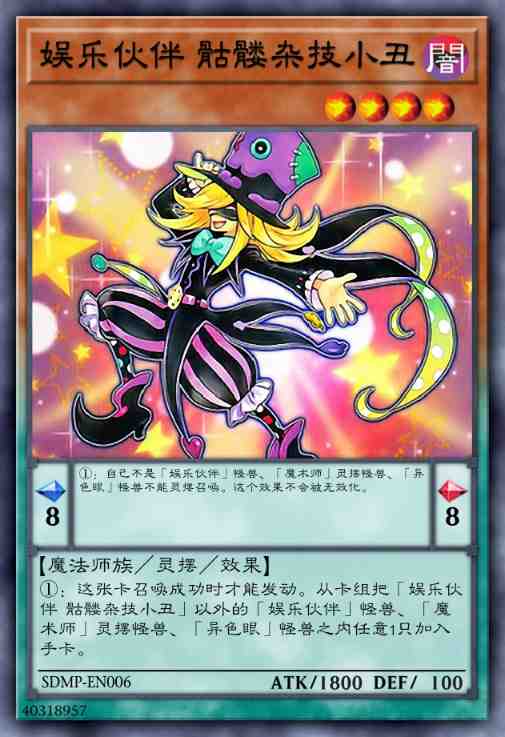 娱乐伙伴 骷髅杂技小丑
闇
①：自己不是「娱乐伙伴」怪兽、「魔术师」灵摆怪兽、「异
色眼」怪兽不能灵摆召唤。这个效果不会被无效化。
8
8
【魔法师族／灵摆／效果】
①：这张卡召唤成功时才能发动。从卡组把「娱乐伙
伴 骷髅杂技小丑」以外的「娱乐伙伴」怪兽、「魔
术师」灵摆怪兽、「异色眼」怪兽之内任意1只加入
手卡。
SDMP-EN006
ATK/1800 DEF/ 100
40318957